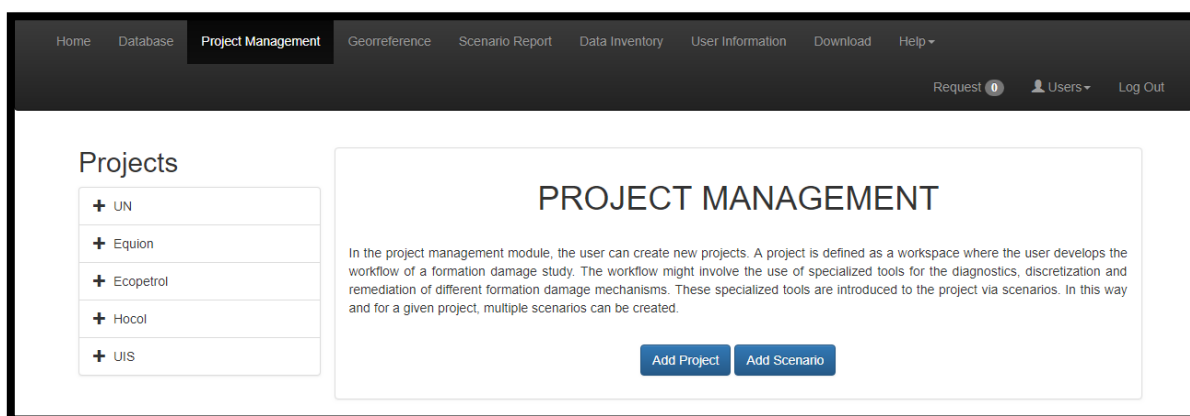 Home Database Project Management Georreference Scenario Report Data Inventory User Information Download Help
Request 0 Users Log Out
Projects
UN
Equion
Ecopetrol
Hocol
UIS
PROJECT MANAGEMENT
In the project management module, the user can create new projects. A project is defined as a workspace where the user develops the
workflow of a formation damage study. The workflow might involve the use of specialized tools for the diagnostics, discretization and
remediation of different formation damage mechanisms. These specialized tools are introduced to the project via scenarios. In this way
and for a given project, multiple scenarios can be created.
Add Project Add Scenario